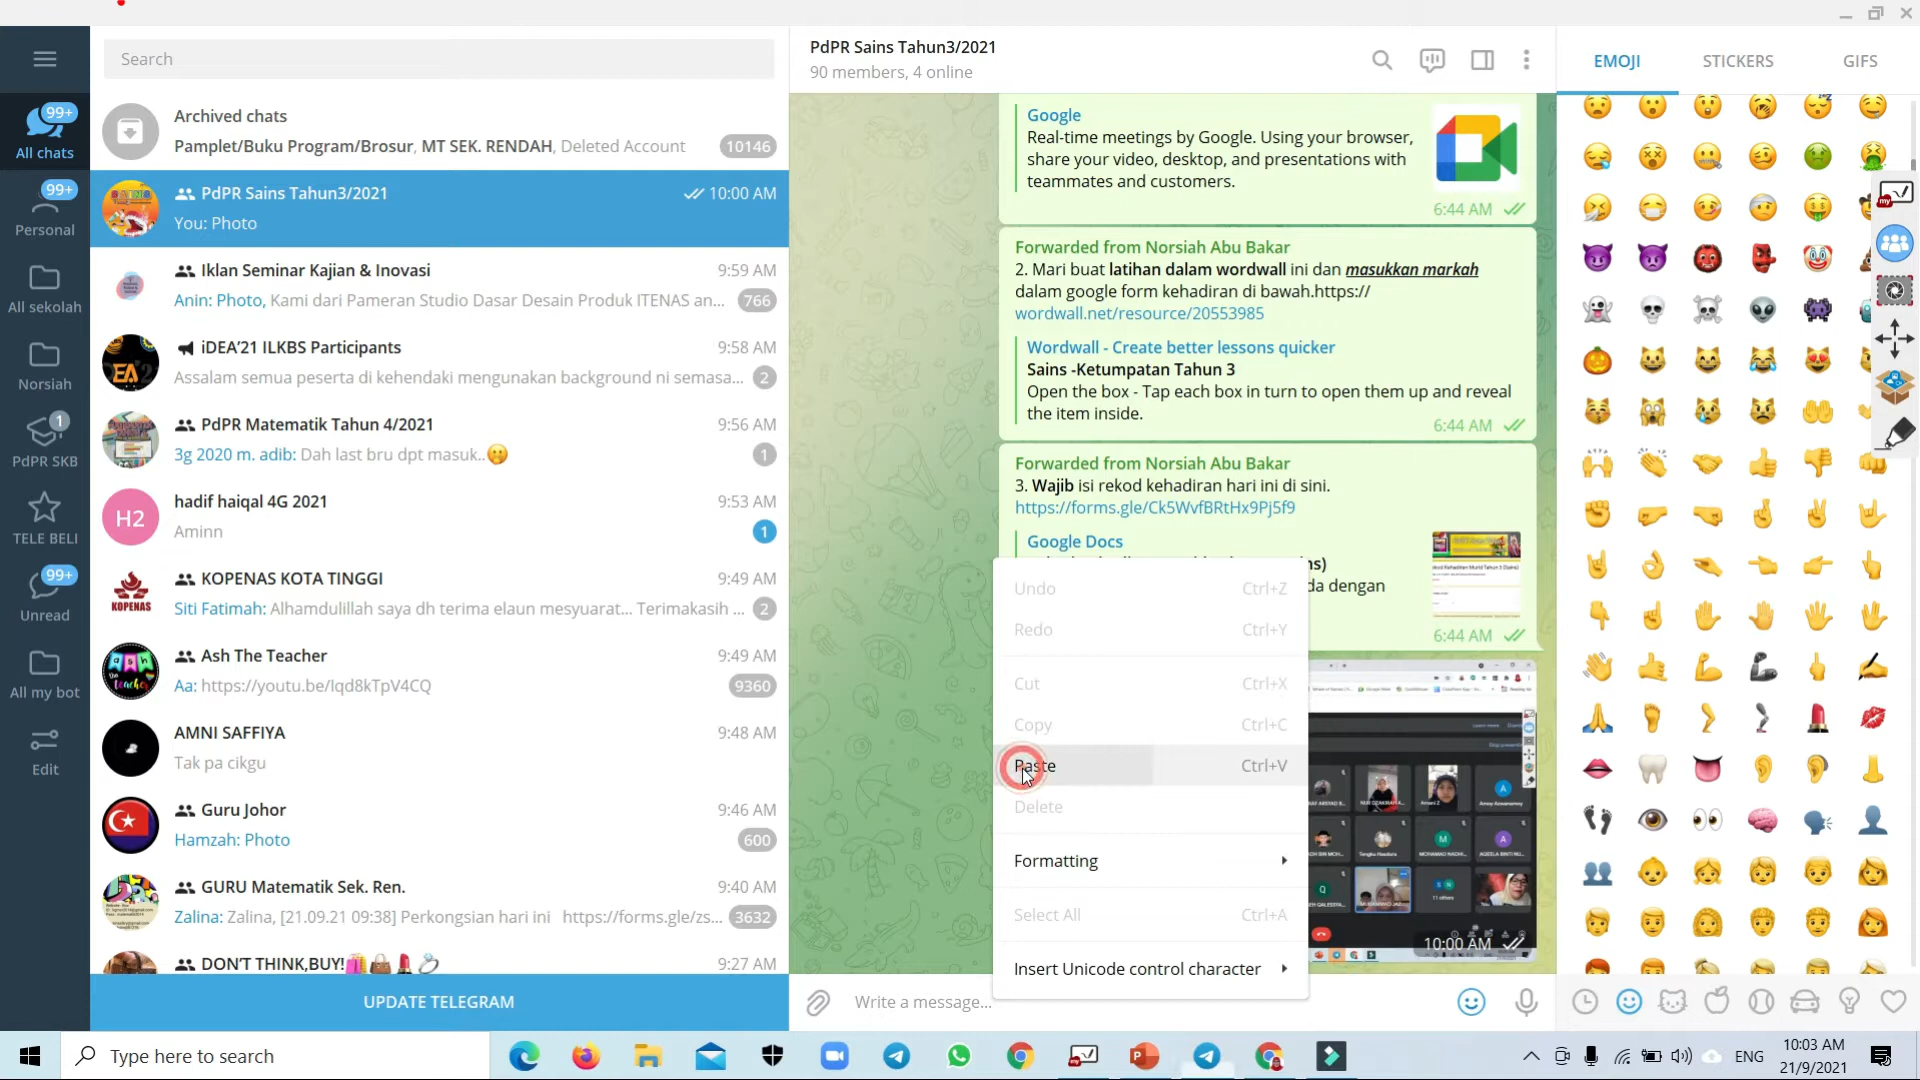 Search
PdPR Sains Tahun3/2021
90 members, 4 online
EMOJI
STICKERS
GIFS
99+
All chats
99+
Personal
All sekolah
Norsiah
1
PdPR SKB
TELE BELI
99+
Unread
All my bot
Edit
Archived chats
Pamplet/Buku Program/Brosur, MT SEK. RENDAH, Deleted Account
10146
PdPR Sains Tahun3/2021
10:00 AM
You: Photo
Iklan Seminar Kajian & Inovasi
9:59 AM
Anin: Photo, Kami dari Pameran Studio Dasar Desain Produk ITENAS an...
766
iDEA'21 ILKBS Participants
9:58 AM
Assalam semua peserta di kehendaki mengunakan background ni semasa...
2
PdPR Matematik Tahun 4/2021
9:56 AM
3g 2020 m. adib: Dah last bru dpt masuk..🤭
1
H2
hadif haiqal 4G 2021
9:53 AM
Aminn
1
KOPENAS
KOPENAS KOTA TINGGI
9:49 AM
Siti Fatimah: Alhamdulillah saya dh terima elaun mesyuarat... Terimakasih ...
2
Ash The Teacher
9:49 AM
Aa: https://youtu.be/Iqd8kTpV4CQ
9360
AMNI SAFFIYA
9:48 AM
Tak pa cikgu
Guru Johor
9:46 AM
Hamzah: Photo
600
GURU Matematik Sek. Ren.
9:40 AM
Zalina: Zalina, [21.09.21 09:38] Perkongsian hari ini https://forms.gle/zs...
3632
DON'T THINK,BUY!🛍👜💄💍
9:27 AM
UPDATE TELEGRAM
Google
Real-time meetings by Google. Using your browser,
share your video, desktop, and presentations with
teammates and customers.
6:44 AM
Forwarded from Norsiah Abu Bakar
2. Mari buat latihan dalam wordwall ini dan masukkan markah
dalam google form kehadiran di bawah.https://
wordwall.net/resource/20553985
Wordwall - Create better lessons quicker
Sains -Ketumpatan Tahun 3
Open the box - Tap each box in turn to open them up and reveal
the item inside.
6:44 AM
Forwarded from Norsiah Abu Bakar
3. Wajib isi rekod kehadiran hari ini di sini.
https://forms.gle/Ck5WvfBRtHx9Pj5f9
Google Docs
da dengan
6:44 AM
Undo Ctrl+Z
Redo Ctrl+Y
Cut Ctrl+X
Copy Ctrl+C
Paste Ctrl+V
Delete
Formatting
Select All Ctrl+A
Insert Unicode control character
10:00 AM
Write a message...
Type here to search
ENG
10:03 AM
21/9/2021